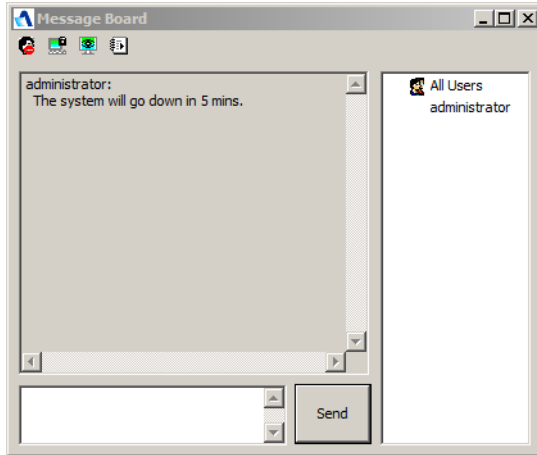 Message Board
administrator:
The system will go down in 5 mins.
All Users
administrator
Send